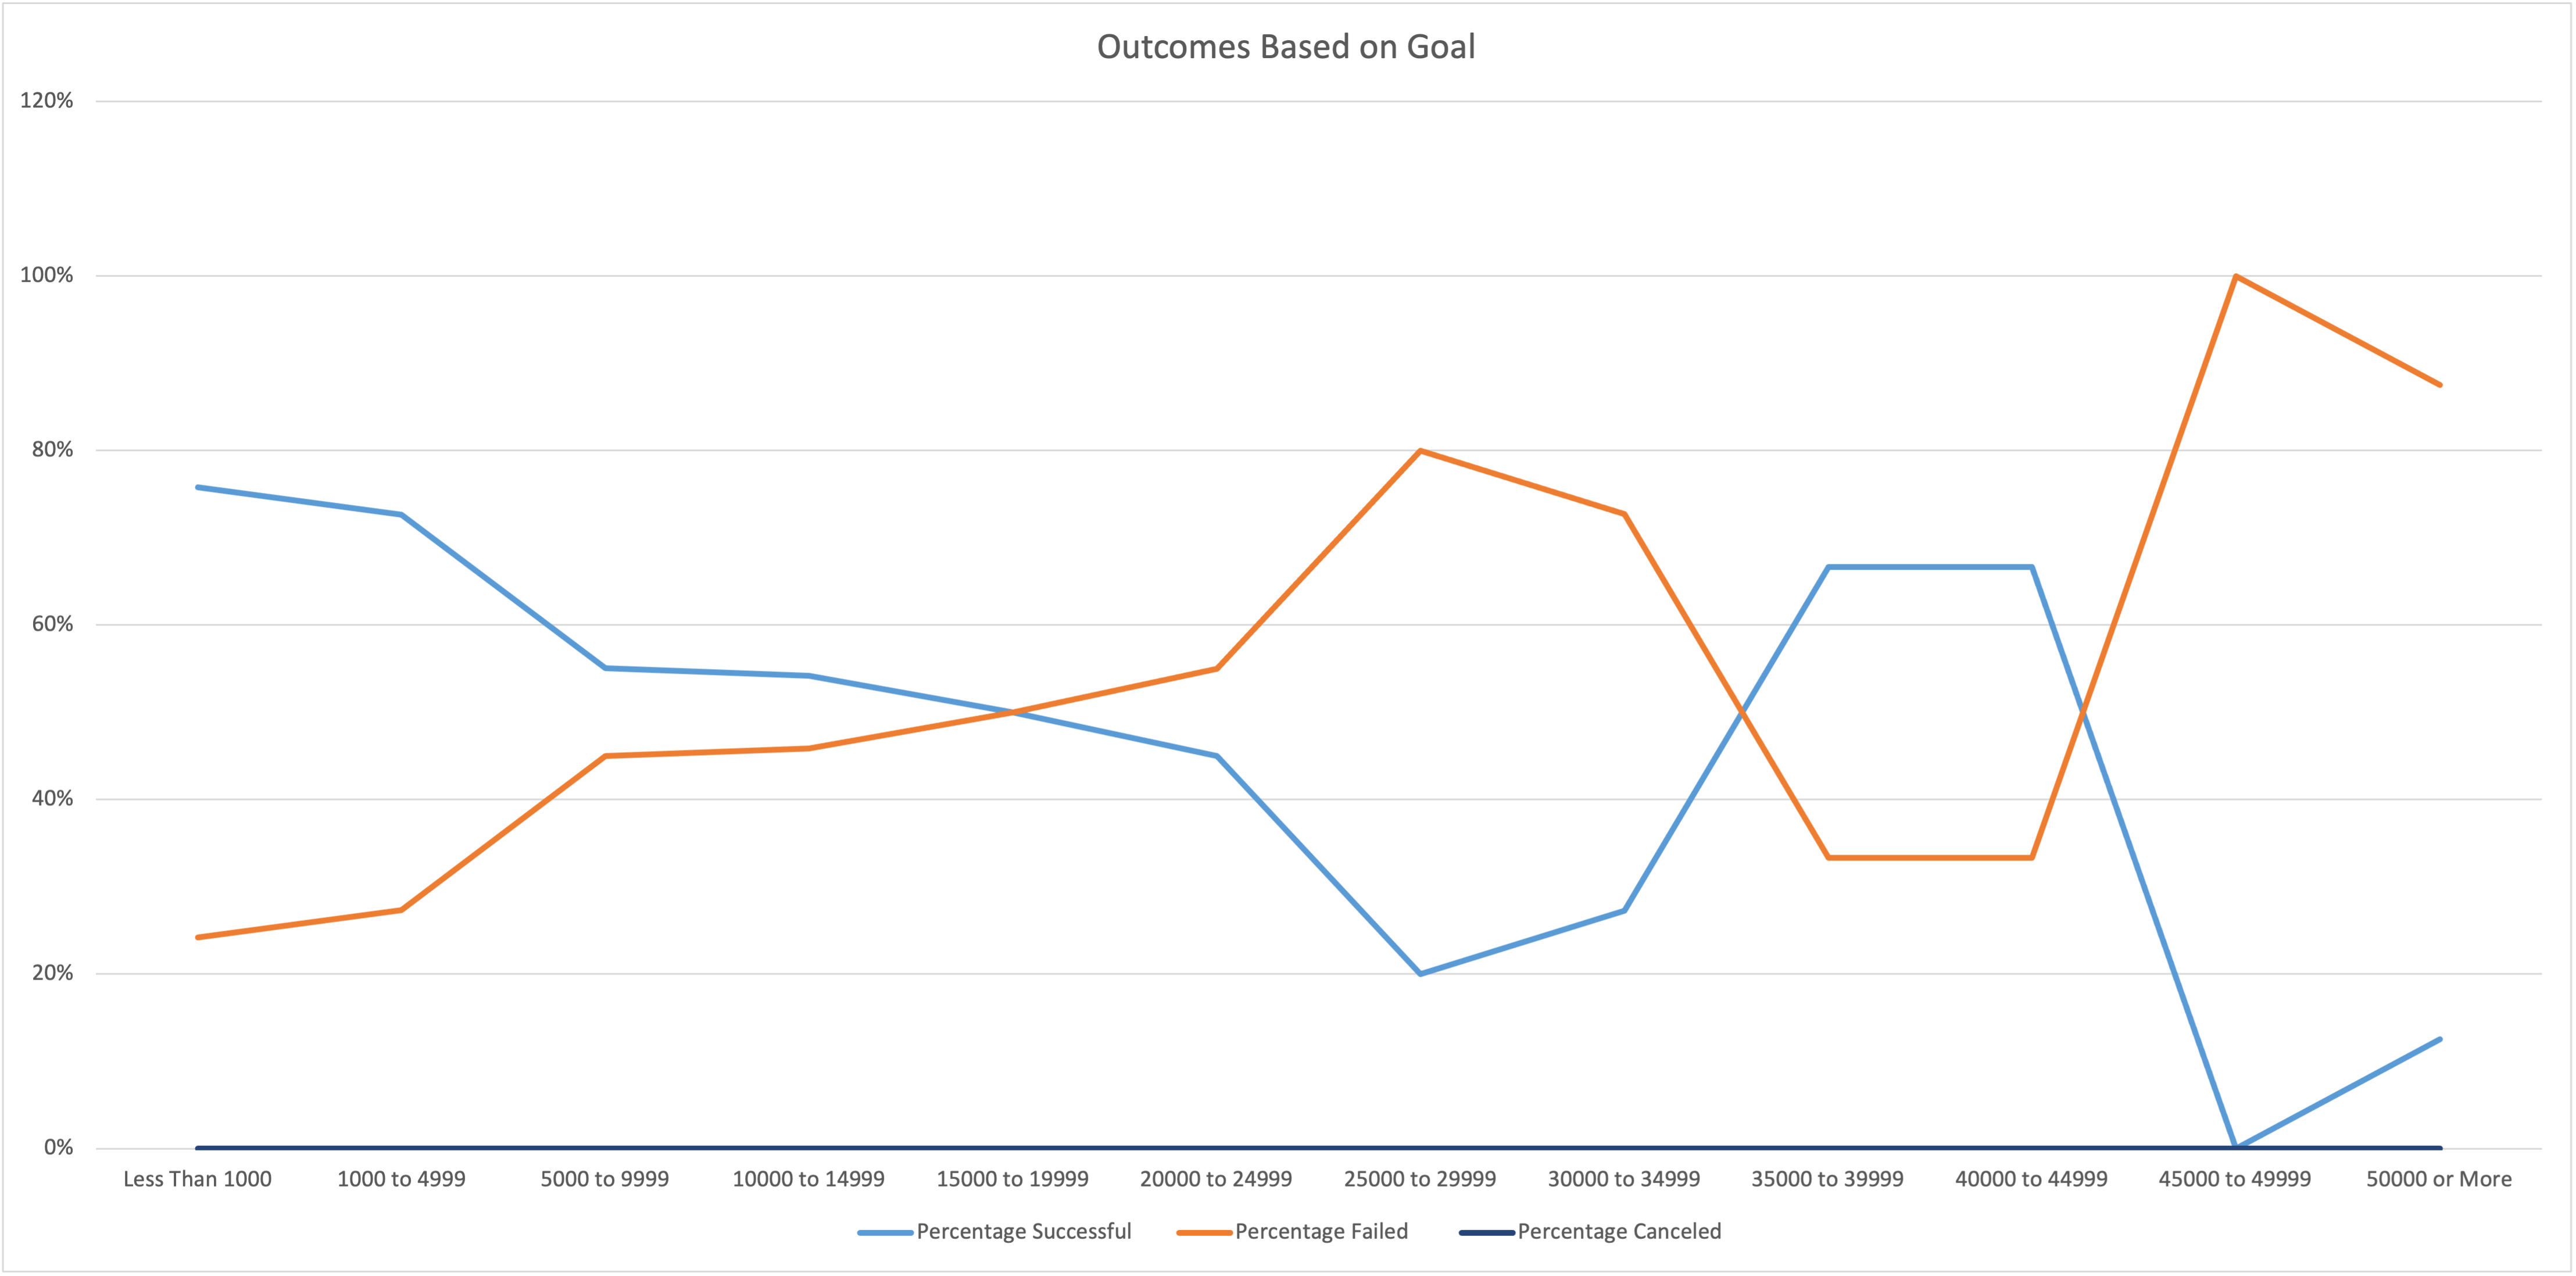 Outcomes Based on Goal
120%
100%
80%
60%
40%
20%
0%
Less Than 1000 1000 to 4999 5000 to 9999 10000 to 14999 15000 to 19999 20000 to 24999 25000 to 29999 30000 to 34999 35000 to 39999 40000 to 44999 45000 to 49999 50000 or More
Percentage Successful Percentage Failed Percentage Canceled